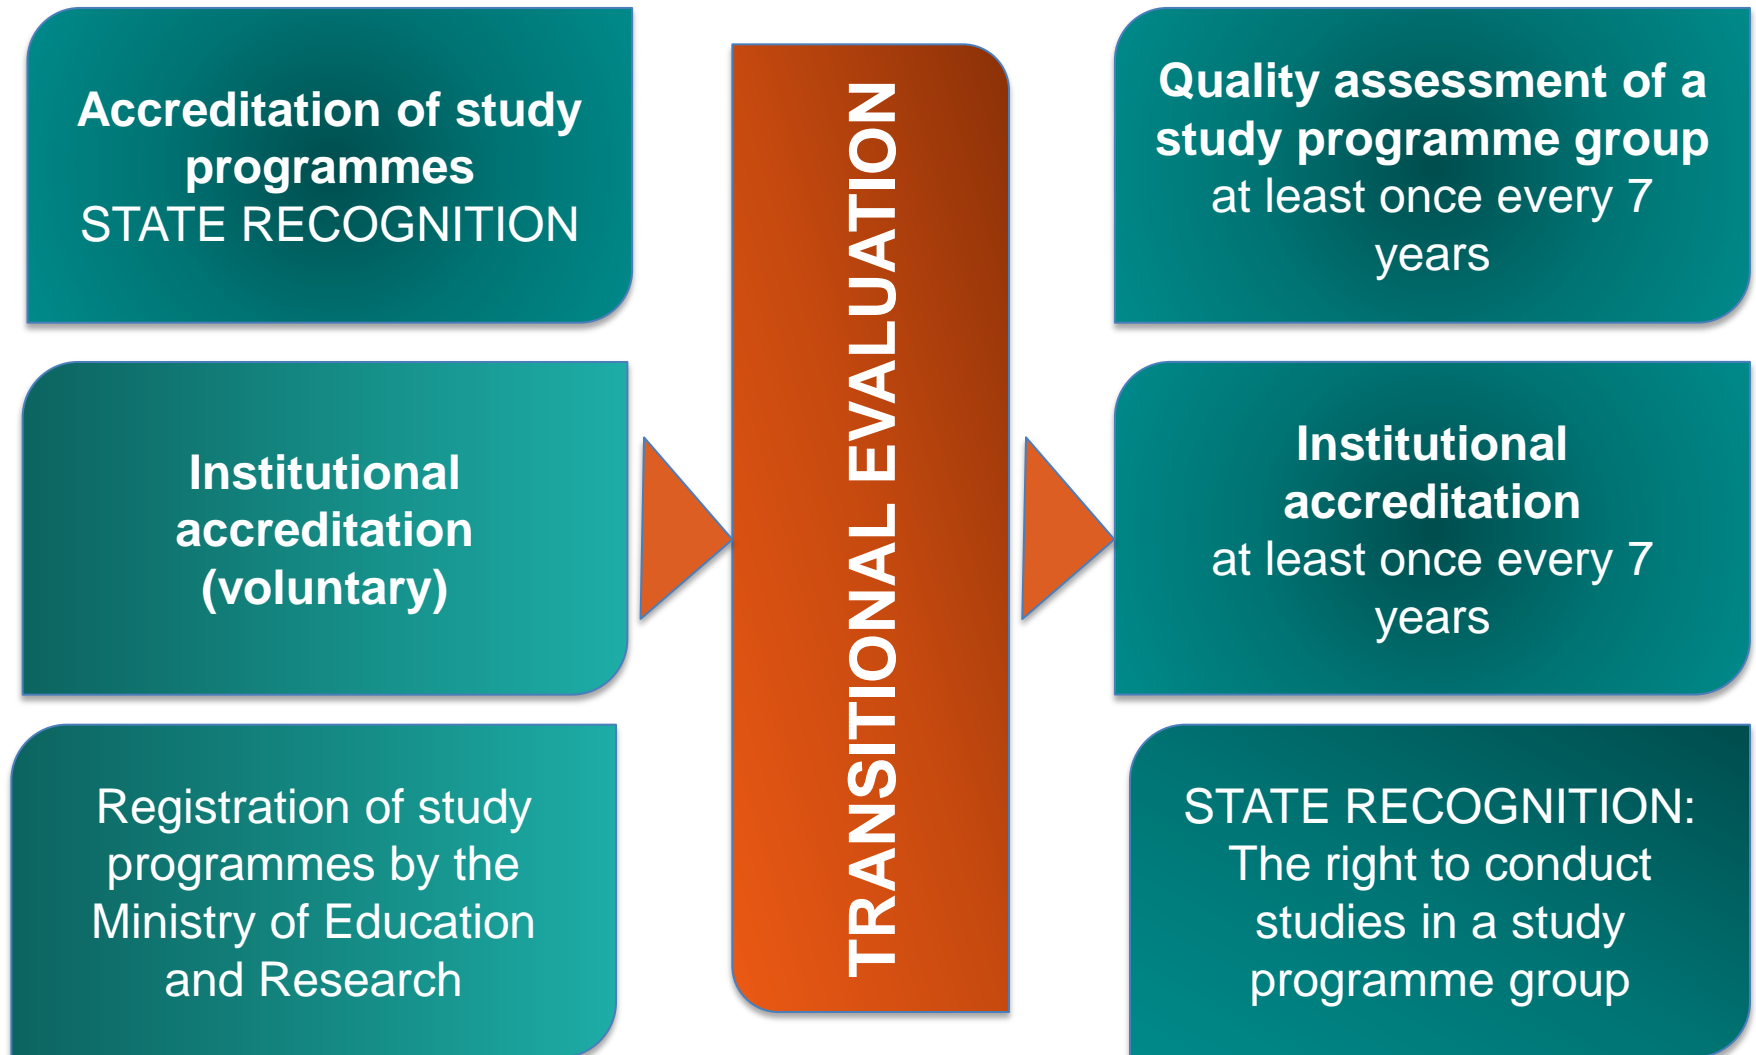 Accreditation of study
programmes
STATE RECOGNITION
Institutional
accreditation
(voluntary)
Registration of study
programmes by the
Ministry of Education
and Research
TRANSITIONAL EVALUATION
Quality assessment of a
study programme group
at least once every 7
years
Institutional
accreditation
at least once every 7
years
STATE RECOGNITION:
The right to conduct
studies in a study
programme group